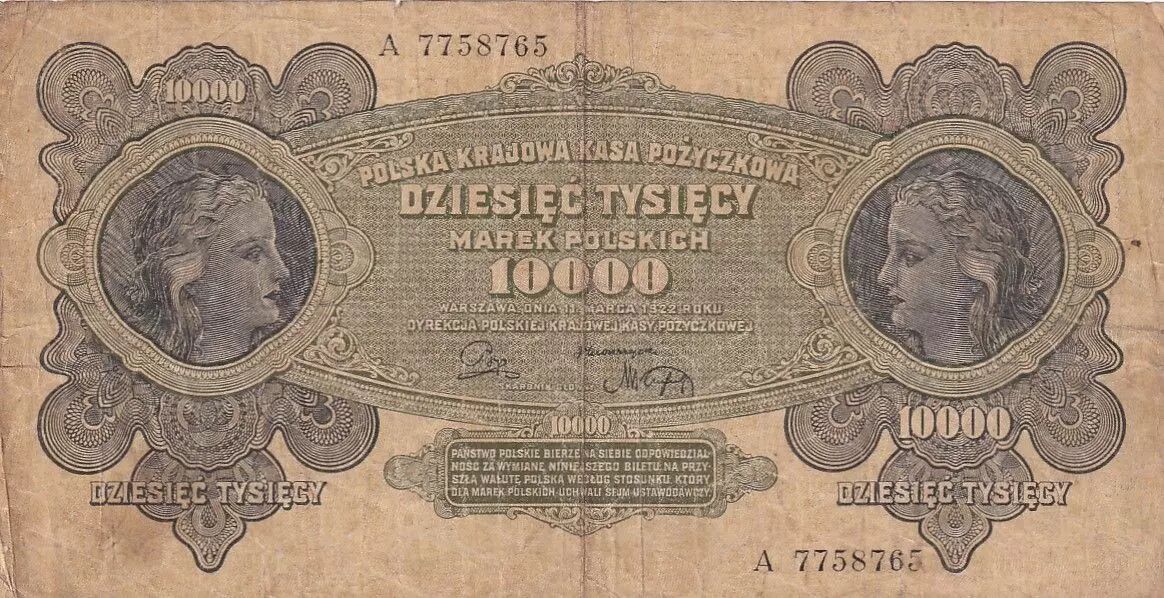 A 7758765
10000
POLSKA KRAJOWA KASA POŻYCZKOWA
DZIESIĘĆ TYSIĘCY
MAREK POLSKICH
10000
WARSZAWA, DNIA 11. MARCA 1922 ROKU
DYREKCJA POLSKIEJ KRAJOWEJ KASY POŻYCZKOWEJ
SKARBNIK
10000
10000
PAŃSTWO POLSKIE BIERZE NA SIEBIE ODPOWIEDZIAL-
NOŚĆ ZA WYMIANĘ NINIEJSZEGO BILETU NA PRZY-
SZŁĄ WALUTĘ POLSKĄ WEDŁUG STOSUNKU, KTÓRY
DLA MAREK POLSKICH UCHWALI SEJM USTAWODAWCZY.
DZIESIĘĆ TYSIĘCY
DZIESIĘĆ TYSIĘCY
A 7758765